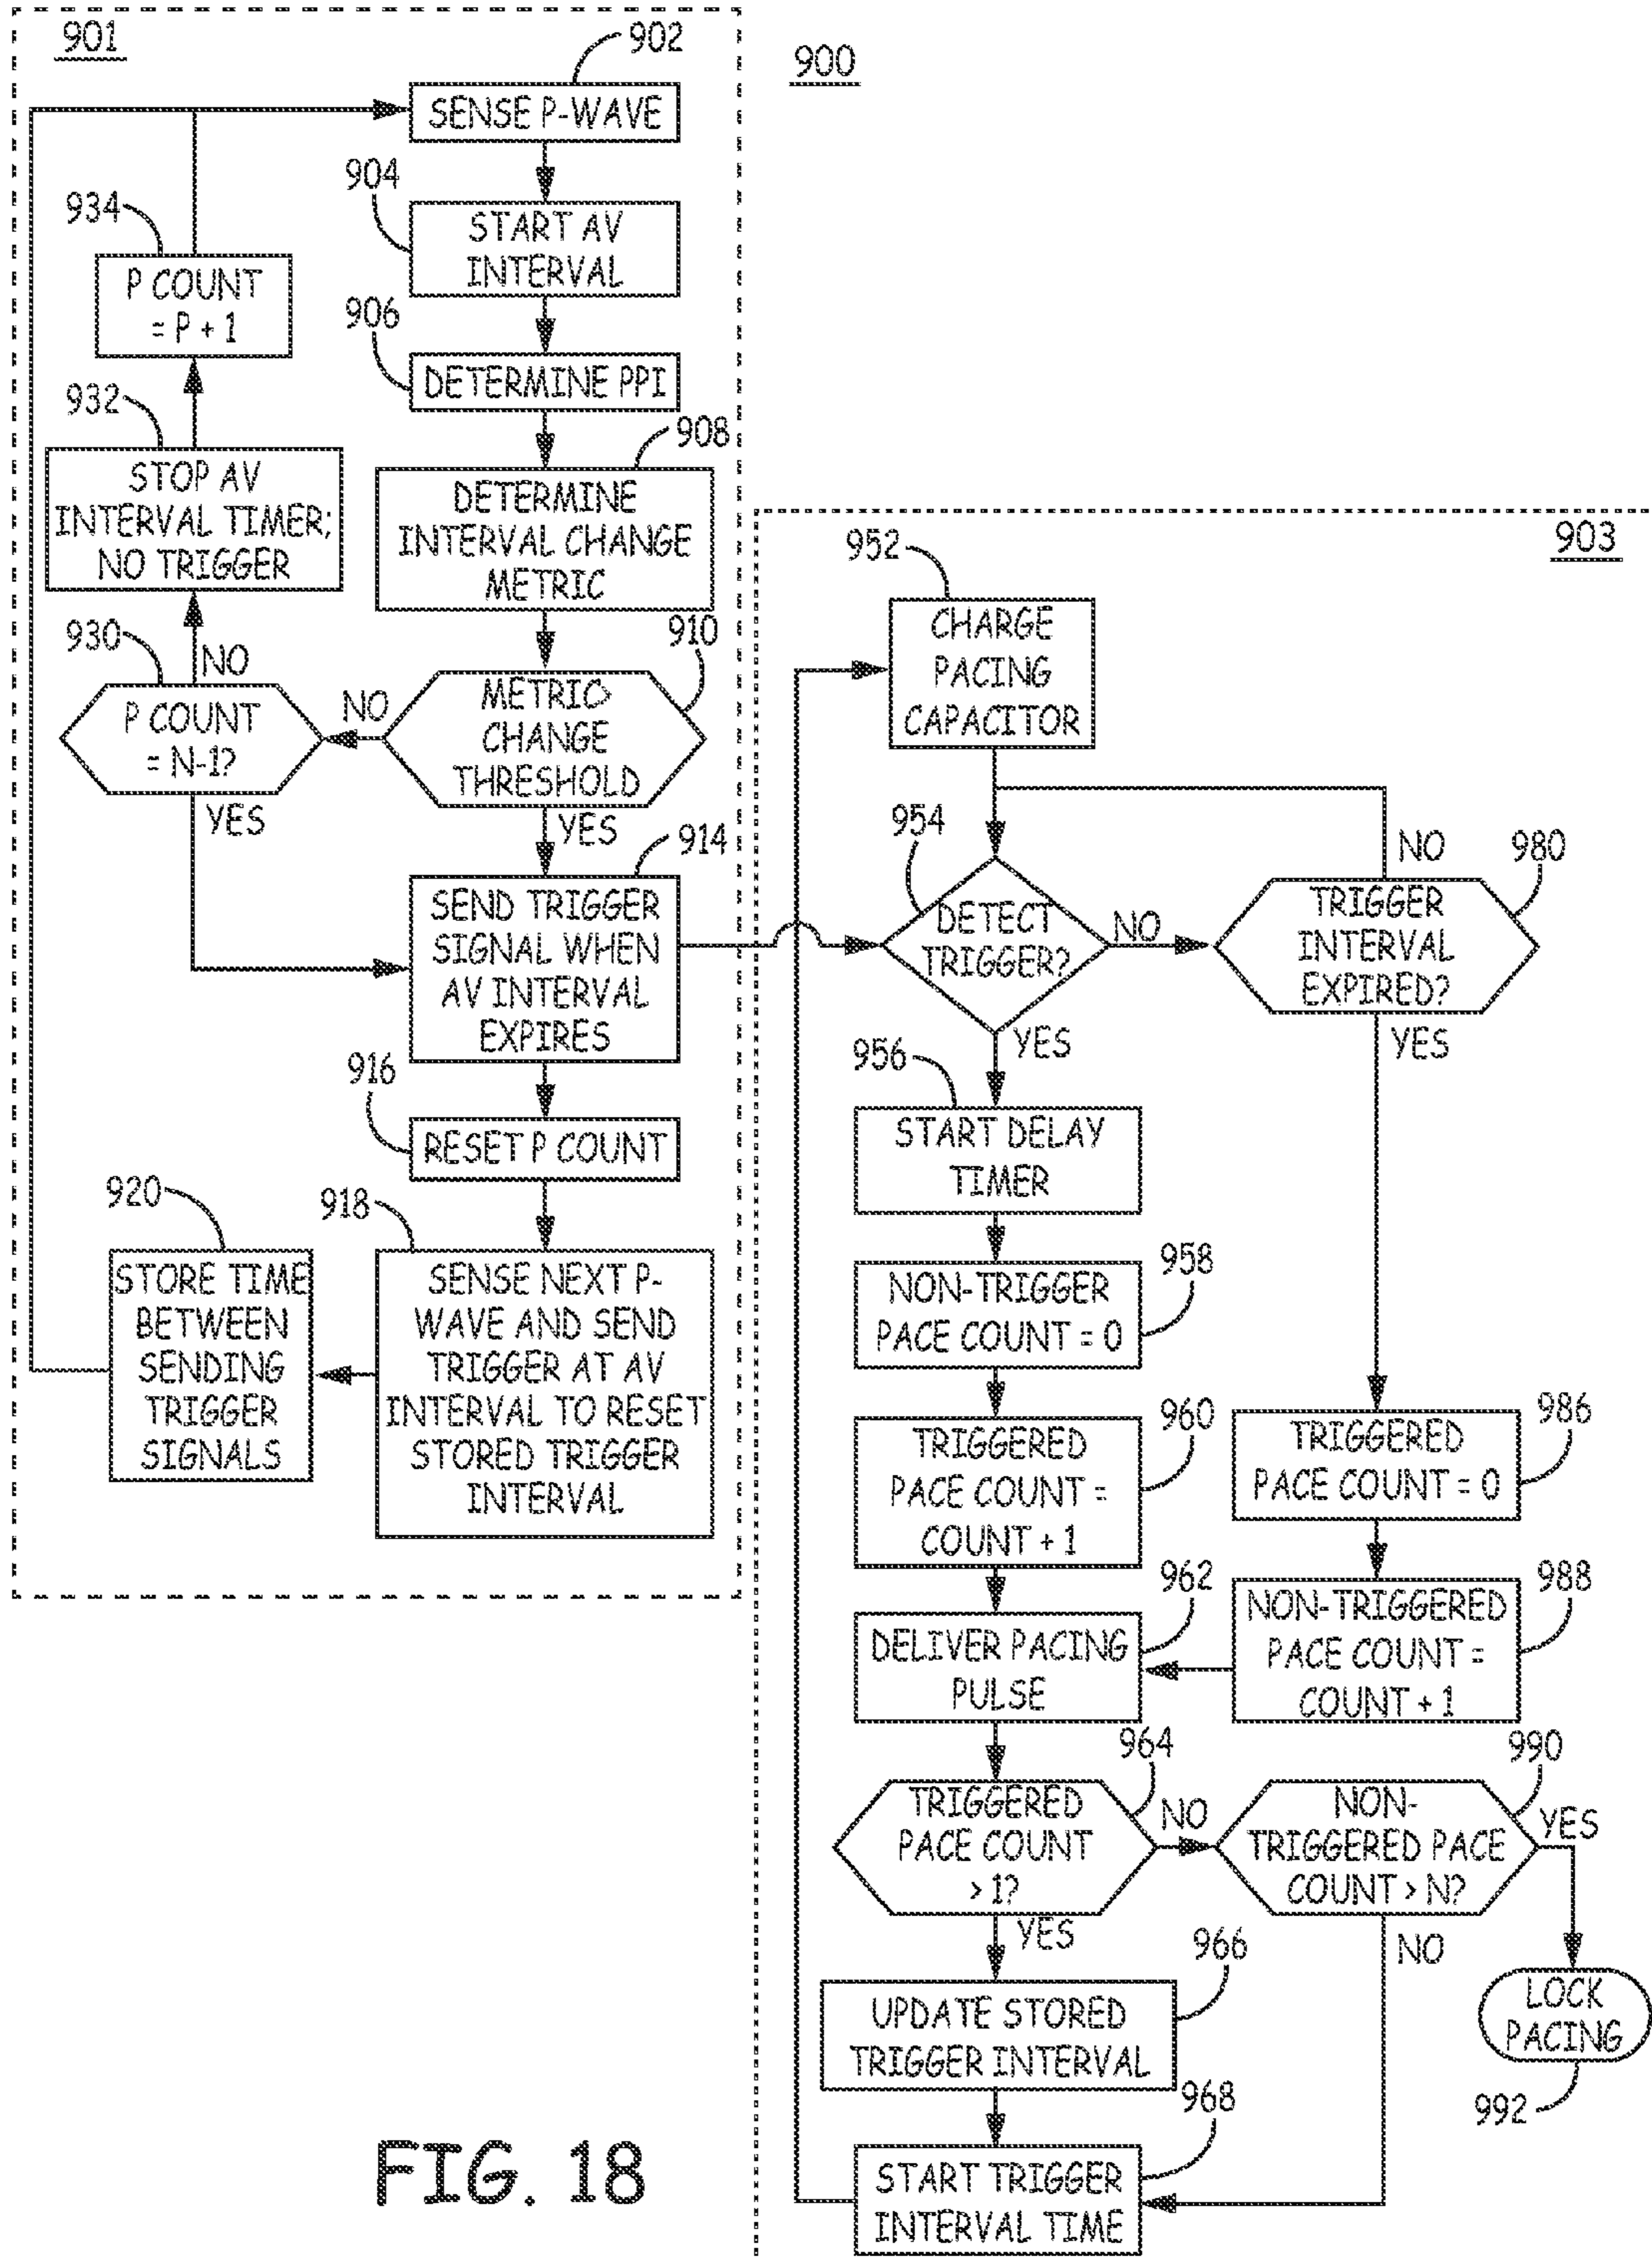 901
902
900
SENSE P-WAVE
904
START AV
INTERVAL
934
P COUNT
= P + 1
906
DETERMINE PPI
932
STOP AV
INTERVAL TIMER;
NO TRIGGER
908
DETERMINE
INTERVAL CHANGE
METRIC
930
NO
P COUNT
= N-1?
YES
NO
910
METRIC>
CHANGE
THRESHOLD
YES
914
SEND TRIGGER
SIGNAL WHEN
AV INTERVAL
EXPIRES
916
RESET P COUNT
920
STORE TIME
BETWEEN
SENDING
TRIGGER
SIGNALS
918
SENSE NEXT P-
WAVE AND SEND
TRIGGER AT AV
INTERVAL TO RESET
STORED TRIGGER
INTERVAL
903
952
CHARGE
PACING
CAPACITOR
954
DETECT
TRIGGER?
NO
YES
NO
980
TRIGGER
INTERVAL
EXPIRED?
YES
956
START DELAY
TIMER
958
NON-TRIGGER
PACE COUNT = 0
960
TRIGGERED
PACE COUNT =
COUNT + 1
986
TRIGGERED
PACE COUNT = 0
962
DELIVER PACING
PULSE
988
NON-TRIGGERED
PACE COUNT =
COUNT + 1
964
TRIGGERED
PACE COUNT
> 1?
NO
YES
990
NON-
TRIGGERED PACE
COUNT > N?
YES
NO
966
UPDATE STORED
TRIGGER INTERVAL
LOCK
PACING
992
968
START TRIGGER
INTERVAL TIME
FIG. 18